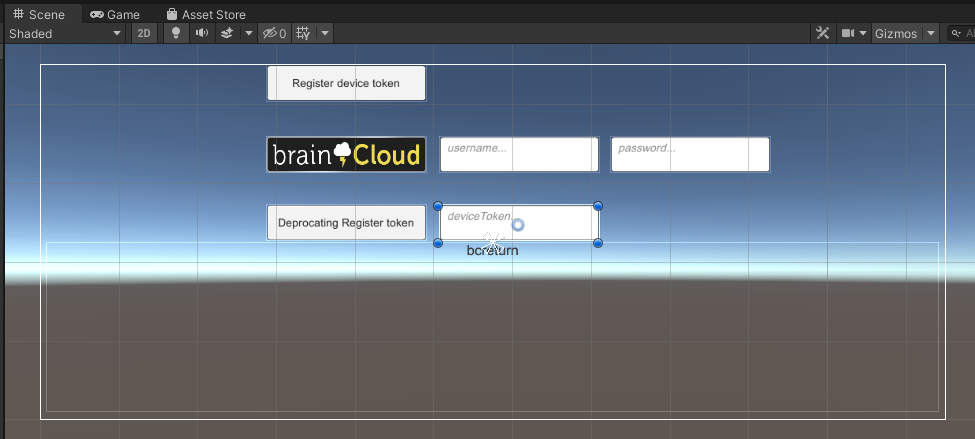 Scene Game Asset Store
Shaded 2D 0 Gizmos
Register device token
brainCloud username... password...
Deprocating Register token deviceToken...
bcreturn